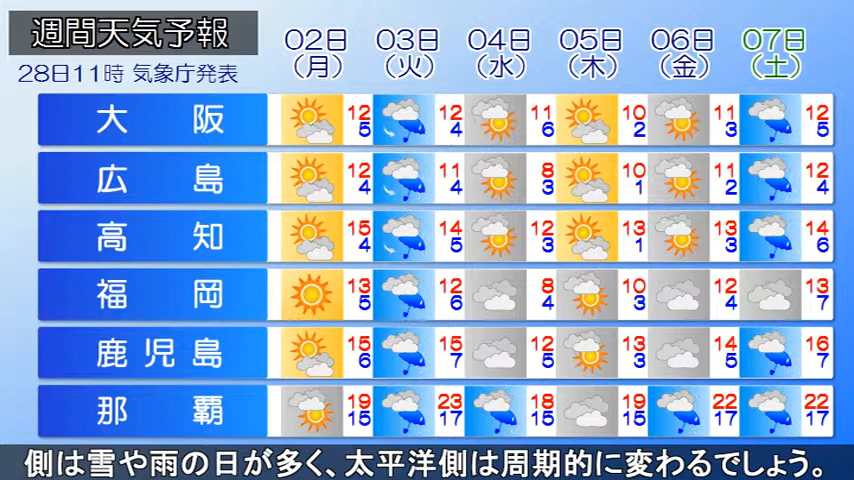 週間天気予報
28日11時 気象庁発表
02日 03日 04日 05日 06日 07日
（月） （火） （水） （木） （金） （土）
大阪 12 5 12 4 11 6 10 2 11 3 12 5
広島 12 4 11 4 8 3 10 1 11 2 12 4
高知 15 4 14 5 12 3 13 1 13 3 14 6
福岡 13 5 12 6 8 4 10 3 12 4 13 7
鹿児島 15 6 15 7 12 5 13 3 14 5 16 7
那覇 19 15 23 17 18 15 19 15 22 17 22 17
側は雪や雨の日が多く、太平洋側は周期的に変わるでしょう。